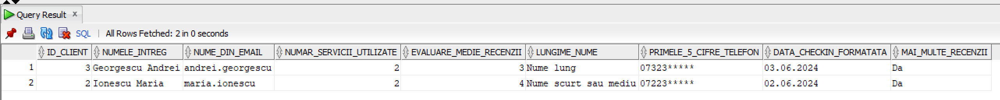 Query Result x
SQL | All Rows Fetched: 2 in 0 seconds
ID_CLIENT NUMELE_INTREG NUME_DIN_EMAIL NUMAR_SERVICII_UTILIZATE EVALUARE_MEDIE_RECENZII LUNGIME_NUME PRIMELE_5_CIFRE_TELEFON DATA_CHECKIN_FORMATATA MAI_MULTE_RECENZII
1 3 Georgescu Andrei andrei.georgescu 2 3 Nume lung 07323***** 03.06.2024 Da
2 2 Ionescu Maria maria.ionescu 2 4 Nume scurt sau mediu 07223***** 02.06.2024 Da